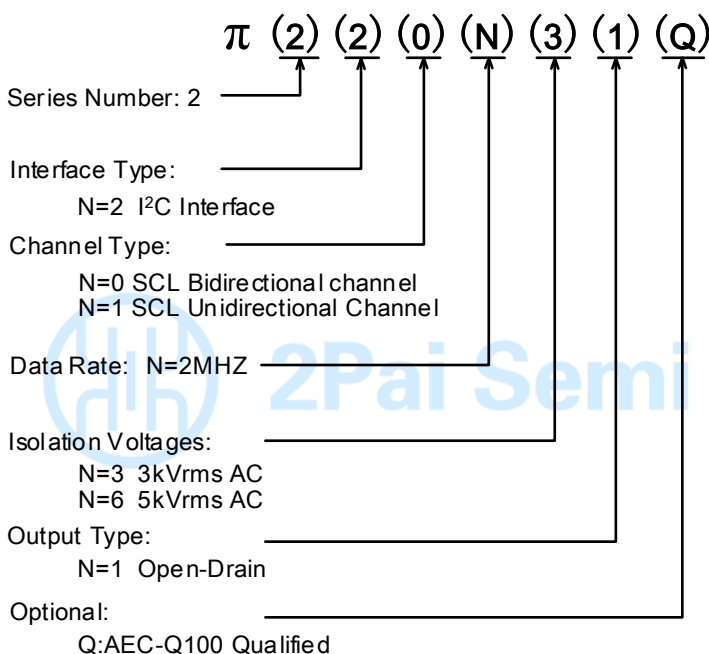 π (2) (2) (0) (N) (3) (1) (Q)
Series Number: 2
Interface Type:
N=2 I²C Interface
Channel Type:
N=0 SCL Bidirectional channel
N=1 SCL Unidirectional Channel
2Pai Semi
Data Rate: N=2MHZ
Isolation Voltages:
N=3 3kVrms AC
N=6 5kVrms AC
Output Type:
N=1 Open-Drain
Optional:
Q:AEC-Q100 Qualified